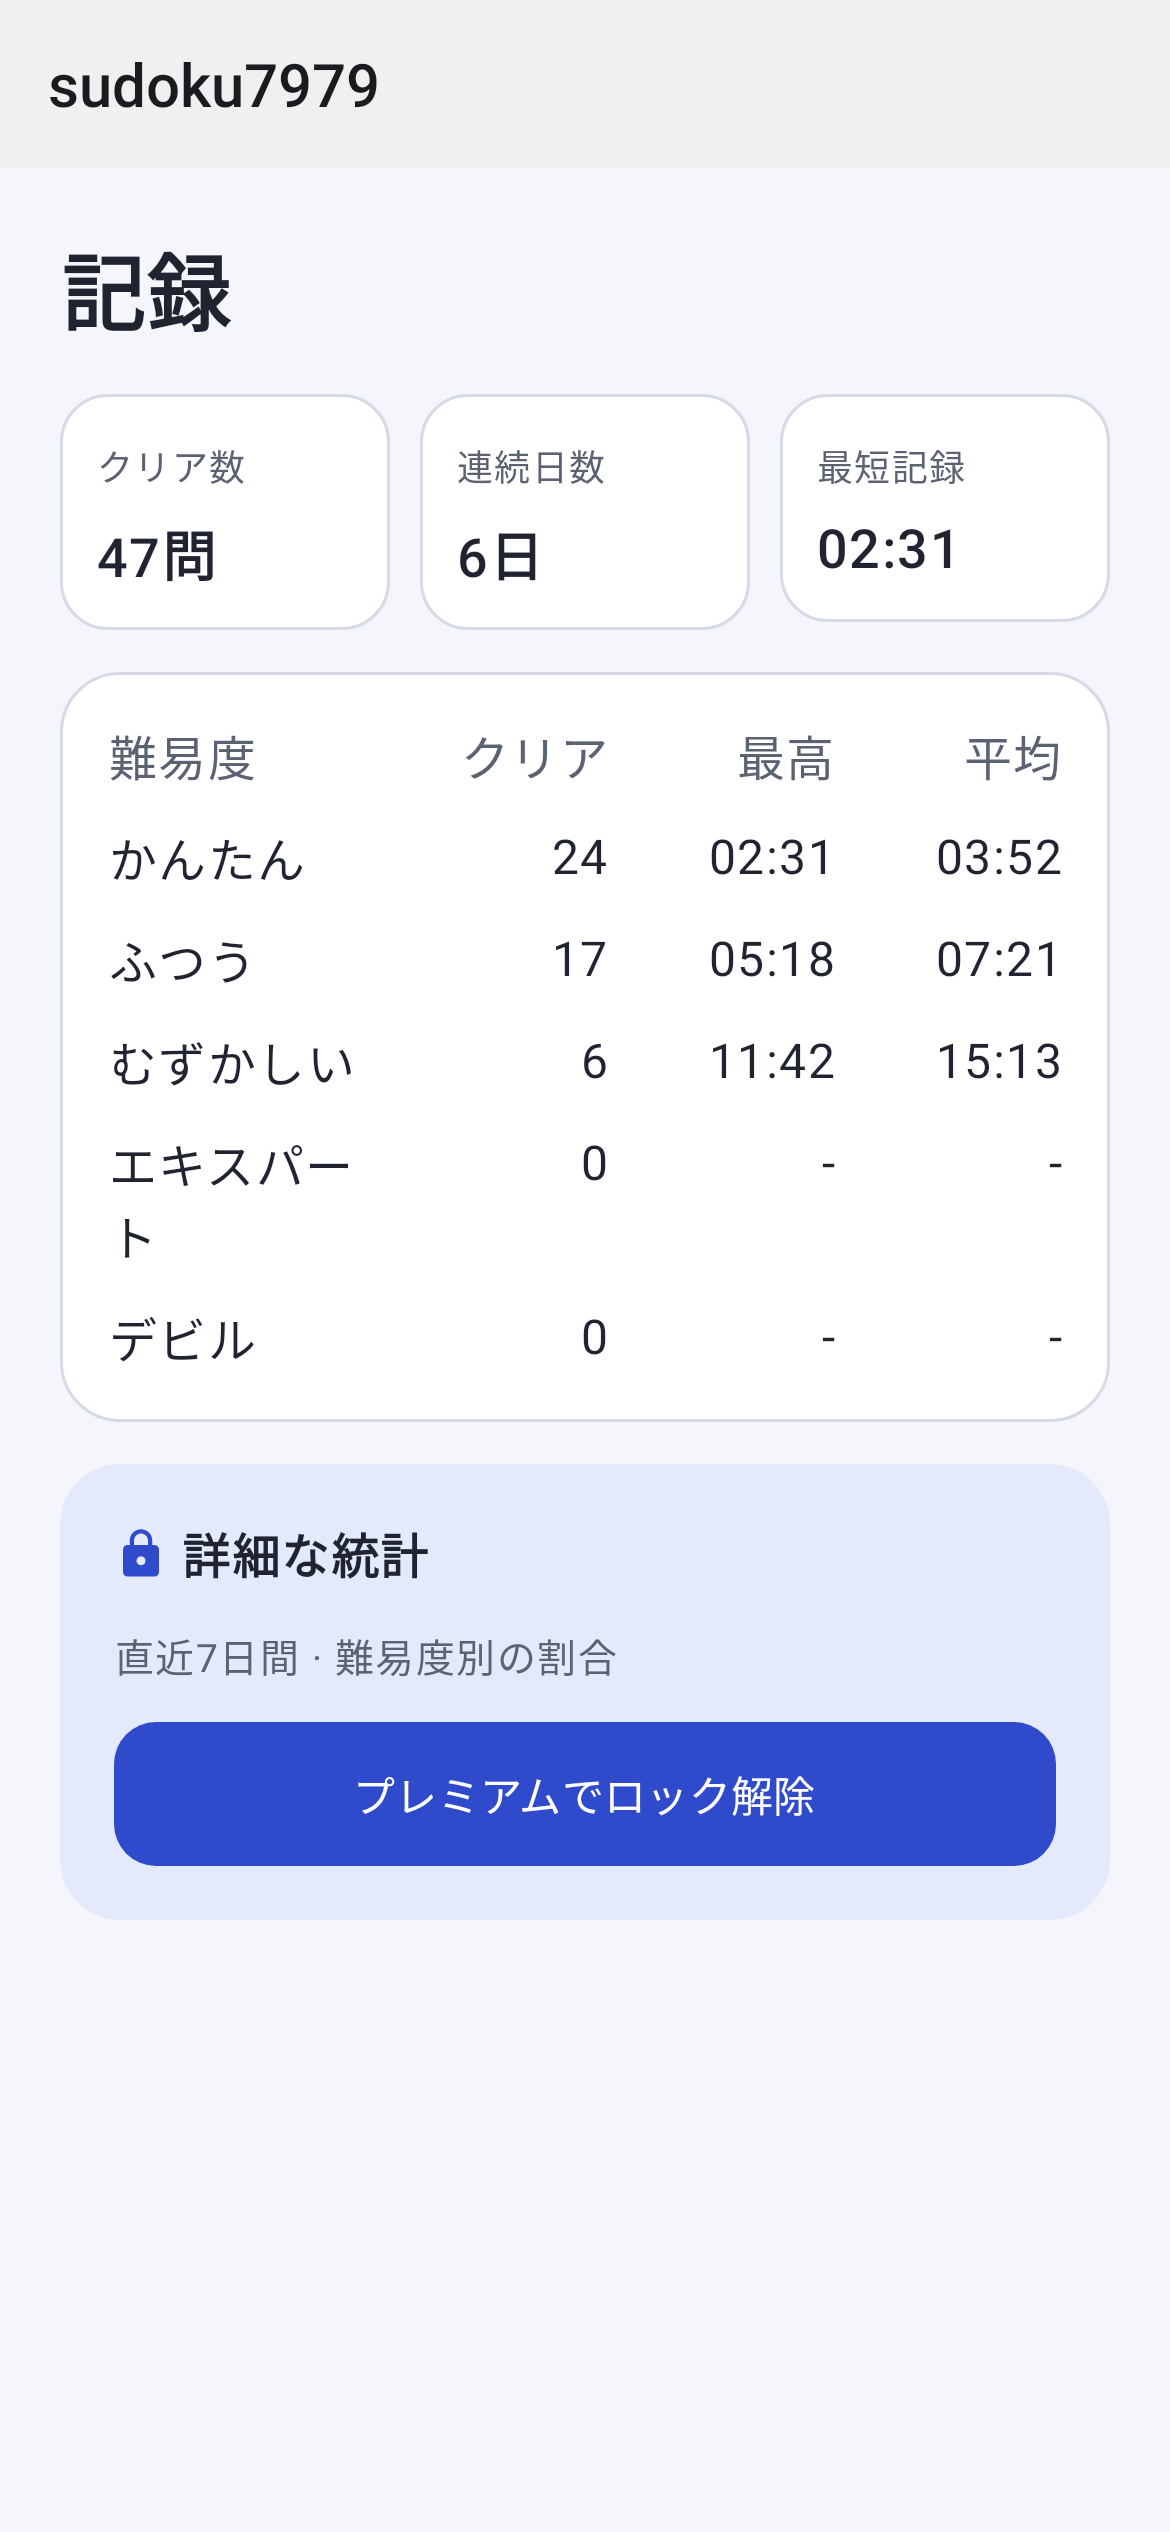 sudoku7979
記録
クリア数 連続日数 最短記録
47問 6日 02:31
難易度 クリア 最高 平均
かんたん 24 02:31 03:52
ふつう 17 05:18 07:21
むずかしい 6 11:42 15:13
エキスパー 0 - -
ト
デビル 0 - -
詳細な統計
直近7日間 · 難易度別の割合
プレミアムでロック解除